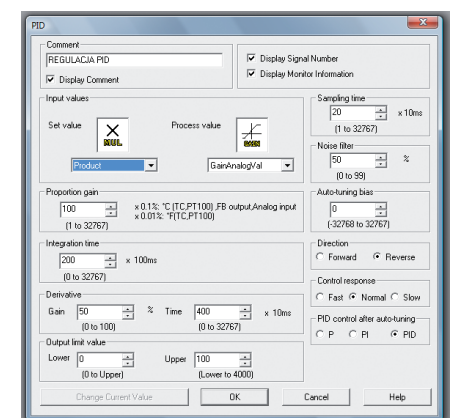 PID
Comment
REGULACJA PID
Display Comment
Display Signal Number
Display Monitor Information
Input values
Set value
MUL
Process value
GAIN
Product
GainAnalogVal
Sampling time
20 x 10ms
(1 to 32767)
Noise filter
50 %
(0 to 99)
Proportion gain
100
(1 to 32767)
x 0.1%: °C (TC,PT100) ,FB output,Analog input
x 0.01%: °F(TC,PT100)
Auto-tuning bias
0
(-32768 to 32767)
Integration time
200 x 100ms
(0 to 32767)
Direction
Forward Reverse
Derivative
Gain 50 % Time 400 x 10ms
(0 to 100) (0 to 32767)
Control response
Fast Normal Slow
PID control after auto-tuning
P PI PID
Output limit value
Lower 0 Upper 100
(0 to Upper) (Lower to 4000)
Change Current Value OK Cancel Help